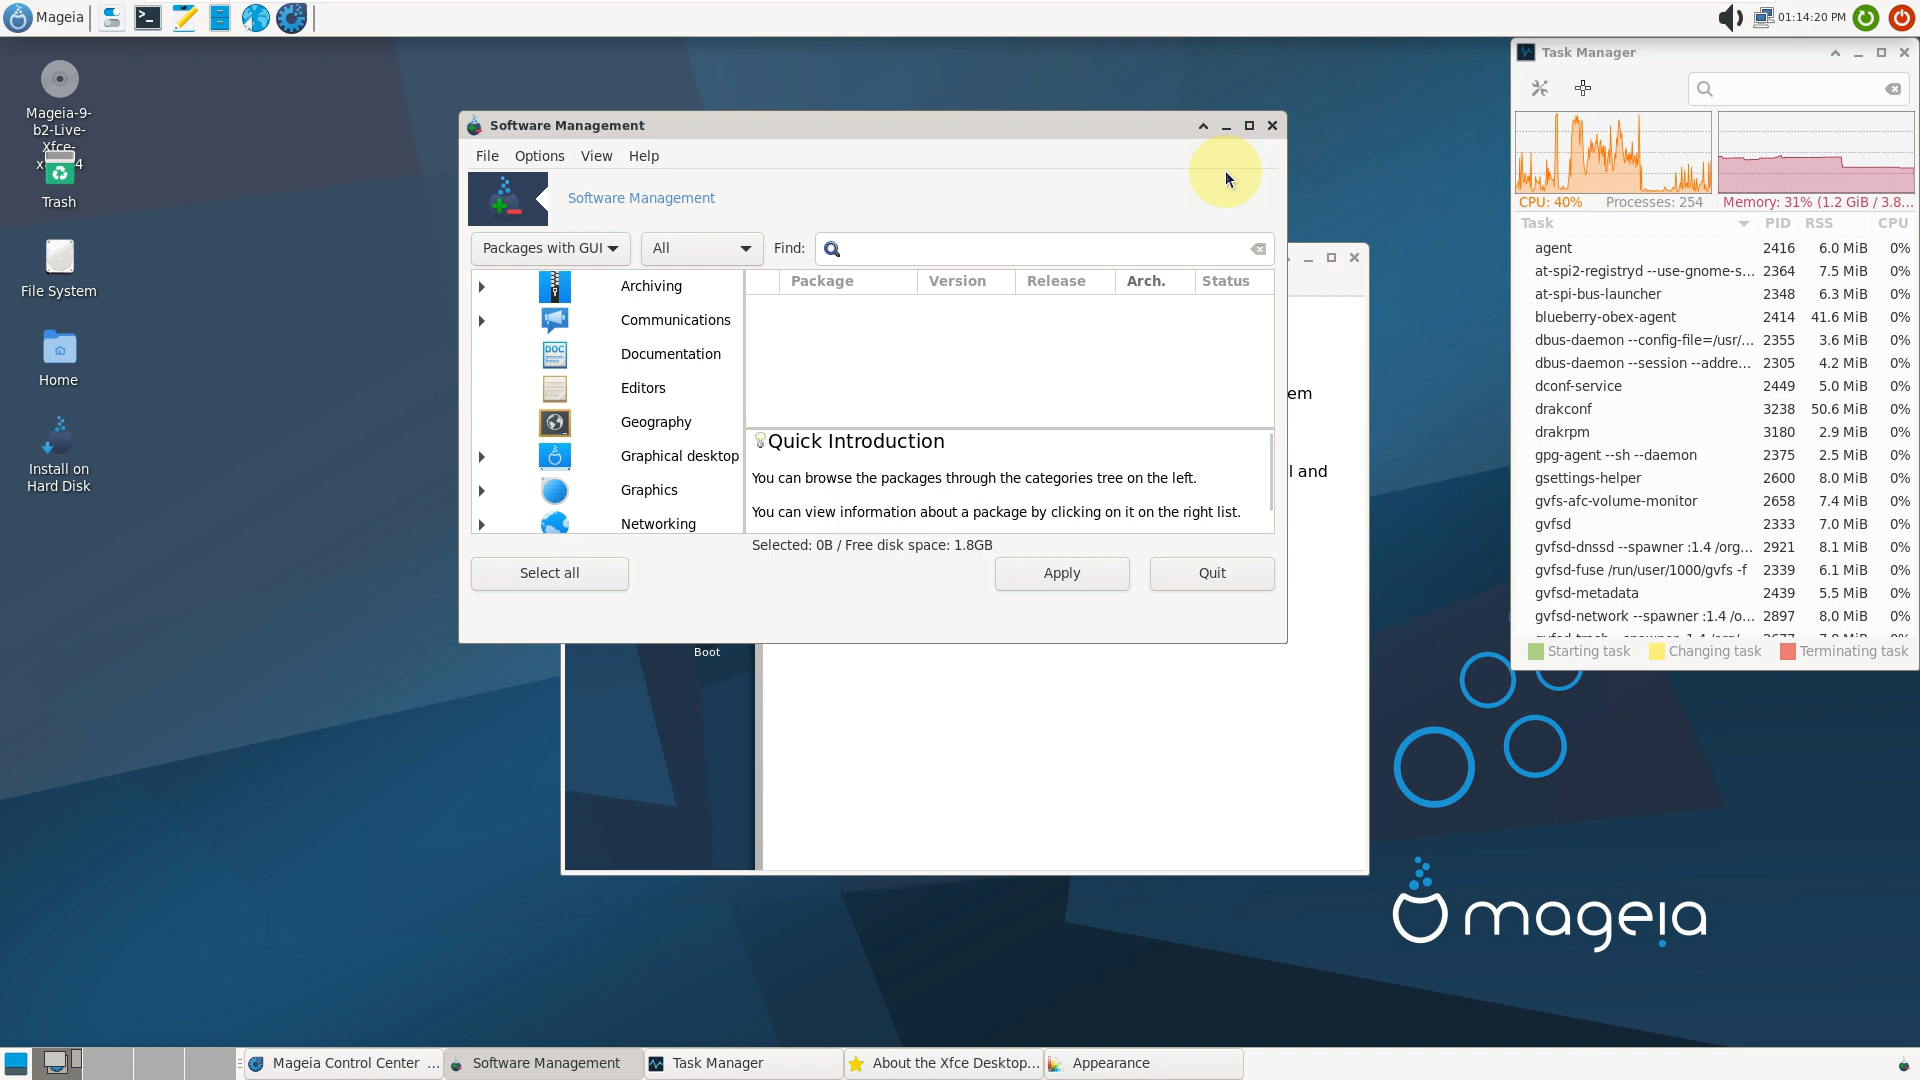 Mageia
01:14:20 PM
Mageia-9-
b2-Live-
Xfce-
Trash
File System
Home
Install on
Hard Disk
Software Management
File Options View Help
Software Management
Packages with GUI
All
Find:
Package Version Release Arch. Status
Archiving
Communications
Documentation
Editors
Geography
Graphical desktop
Graphics
Networking
Quick Introduction
You can browse the packages through the categories tree on the left.
You can view information about a package by clicking on it on the right list.
Selected: 0B / Free disk space: 1.8GB
Select all
Apply
Quit
em
and
Boot
Task Manager
CPU: 40% Processes: 254 Memory: 31% (1.2 GiB / 3.8...
Task PID RSS CPU
agent 2416 6.0 MiB 0%
at-spi2-registryd --use-gnome-s... 2364 7.5 MiB 0%
at-spi-bus-launcher 2348 6.3 MiB 0%
blueberry-obex-agent 2414 41.6 MiB 0%
dbus-daemon --config-file=/usr/... 2355 3.6 MiB 0%
dbus-daemon --session --addre... 2305 4.2 MiB 0%
dconf-service 2449 5.0 MiB 0%
drakconf 3238 50.6 MiB 0%
drakrpm 3180 2.9 MiB 0%
gpg-agent --sh --daemon 2375 2.5 MiB 0%
gsettings-helper 2600 8.0 MiB 0%
gvfs-afc-volume-monitor 2658 7.4 MiB 0%
gvfsd 2333 7.0 MiB 0%
gvfsd-dnssd --spawner :1.4 /org... 2921 8.1 MiB 0%
gvfsd-fuse /run/user/1000/gvfs -f 2339 6.1 MiB 0%
gvfsd-metadata 2439 5.5 MiB 0%
gvfsd-network --spawner :1.4 /o... 2897 8.0 MiB 0%
Starting task Changing task Terminating task
mageia
Mageia Control Center ...
Software Management
Task Manager
About the Xfce Desktop...
Appearance